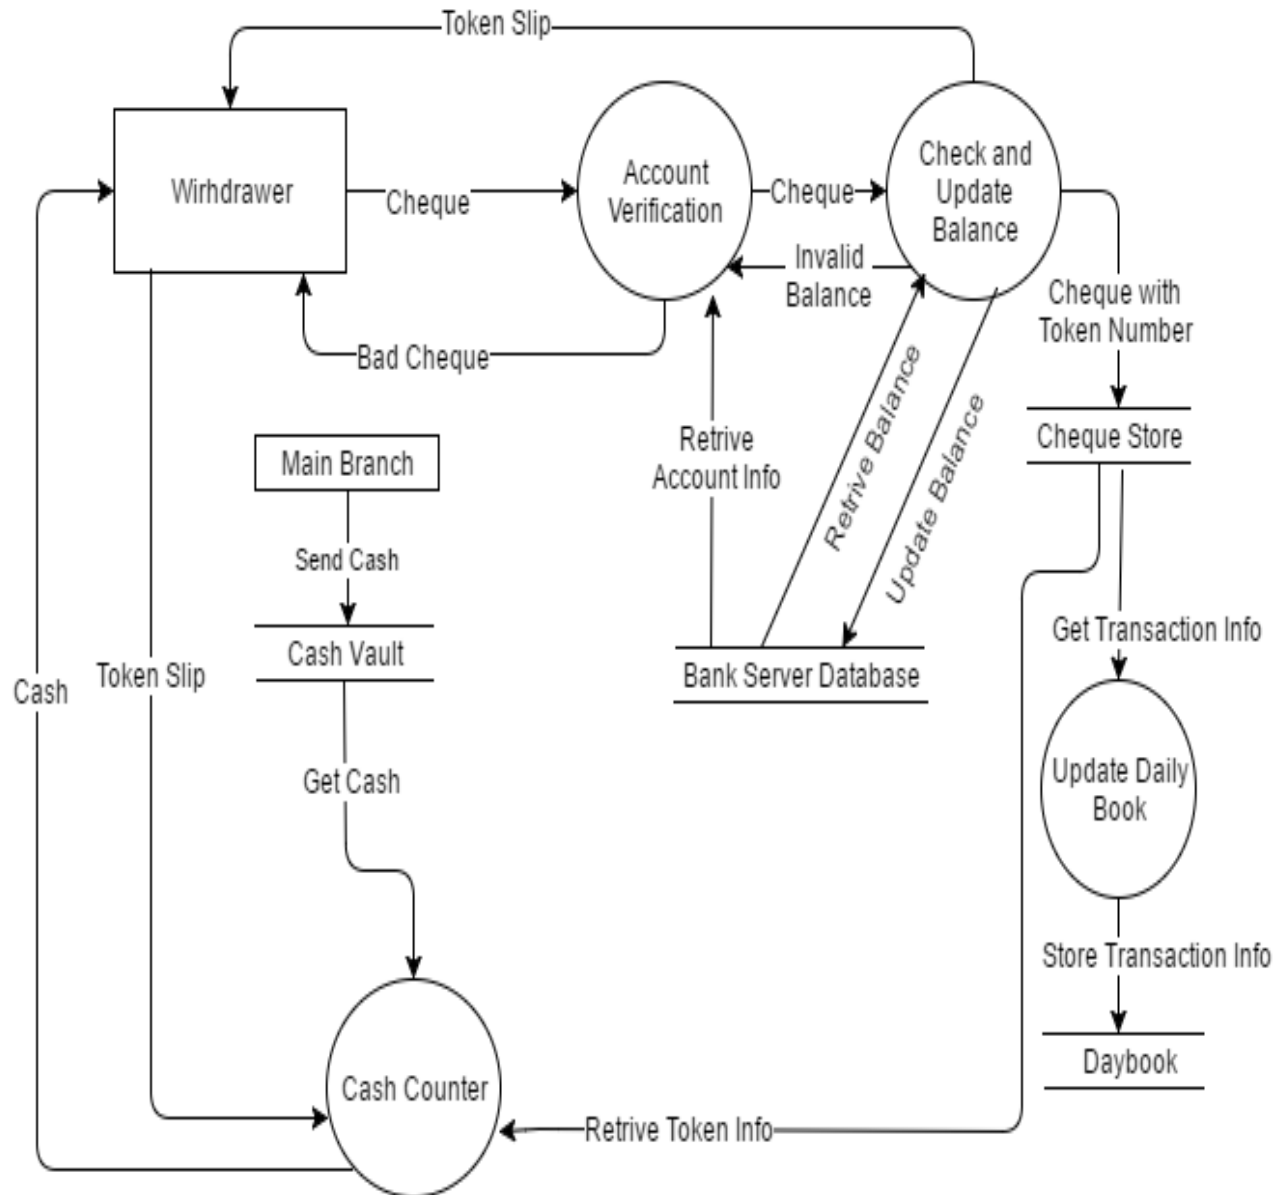 Token Slip
Wirhdrawer
Cheque
Account
Verification
Cheque
Check and
Update
Balance
Invalid
Balance
Cheque with
Token Number
Bad Cheque
Retrive Balance
Update Balance
Retrive
Account Info
Cheque Store
Main Branch
Send Cash
Cash Vault
Token Slip
Cash
Bank Server Database
Get Transaction Info
Get Cash
Update Daily
Book
Store Transaction Info
Daybook
Cash Counter
Retrive Token Info